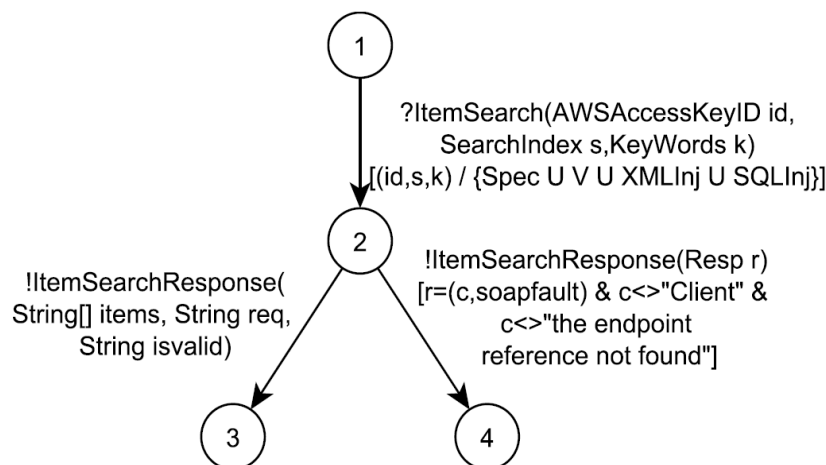 1
?ItemSearch(AWSAccessKeyID id,
SearchIndex s,KeyWords k)
[(id,s,k) / {Spec U V U XMLInj U SQLInj}]
2
!ItemSearchResponse(
String[] items, String req,
String isvalid)
!ItemSearchResponse(Resp r)
[r=(c,soapfault) & c<>"Client" &
c<>"the endpoint
reference not found"]
3
4